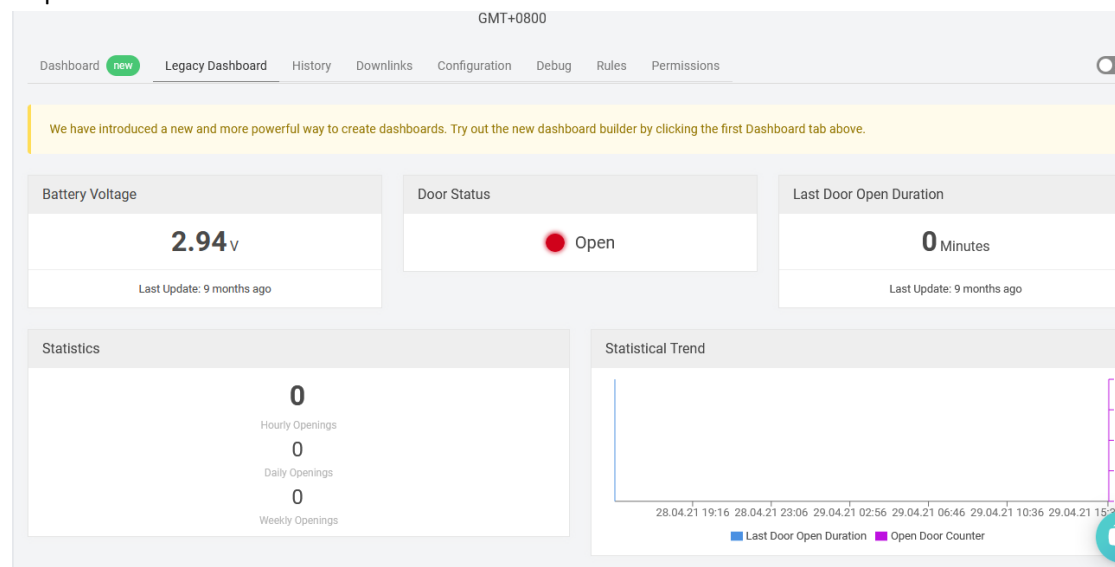 GMT+0800
Dashboard new Legacy Dashboard History Downlinks Configuration Debug Rules Permissions
We have introduced a new and more powerful way to create dashboards. Try out the new dashboard builder by clicking the first Dashboard tab above.
Battery Voltage
2.94 V
Last Update: 9 months ago
Door Status
Open
Last Door Open Duration
0 Minutes
Last Update: 9 months ago
Statistics
0
Hourly Openings
0
Daily Openings
0
Weekly Openings
Statistical Trend
28.04.21 19:16 28.04.21 23:06 29.04.21 02:56 29.04.21 06:46 29.04.21 10:36 29.04.21
Last Door Open Duration Open Door Counter